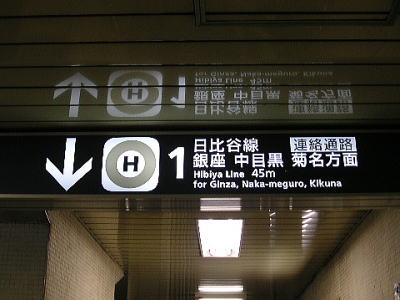 H 1 日比谷線 連絡通路
銀座 中目黒 菊名方面
Hibiya Line 45m
for Ginza, Naka-meguro, Kikuna